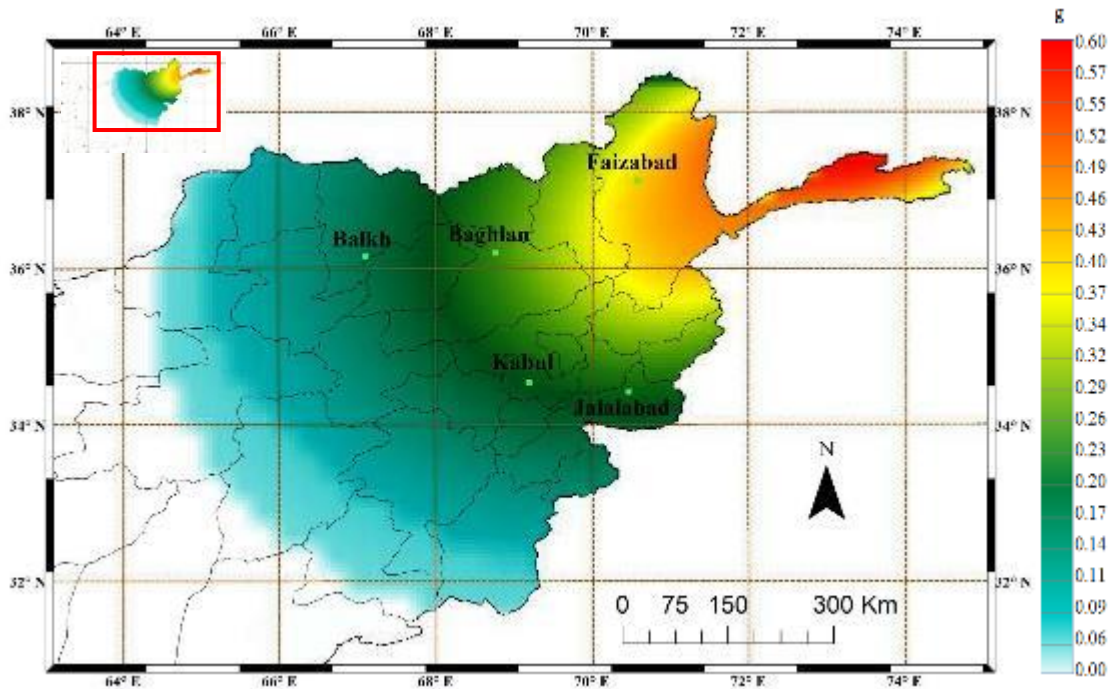 g
64° E 66° E 68° E 70° E 72° E 74° E
0.60
0.57
0.55
0.52
0.49
0.46
0.43
0.40
0.37
0.34
0.32
0.29
0.26
0.23
0.20
0.17
0.14
0.11
0.09
0.06
0.00
38° N 38° N
Faizabad
Balkh Baghlan
36° N 36° N
Kabul
Jalalabad
34° N 34° N
N
32° N 32° N
0 75 150 300 Km
64° E 66° E 68° E 70° E 72° E 74° E